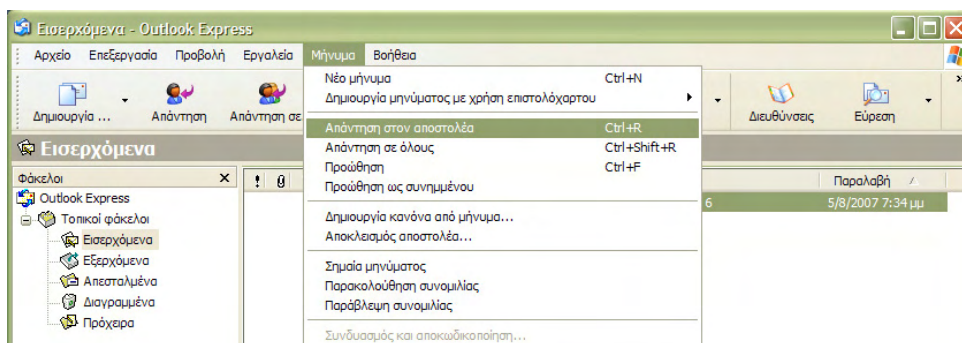 Εισερχόμενα - Outlook Express
Αρχείο Επεξεργασία Προβολή Εργαλεία Μήνυμα Βοήθεια
Δημιουργία ... Απάντηση Απάντηση σε Διευθύνσεις Εύρεση
Εισερχόμενα
Φάκελοι
Outlook Express
Τοπικοί φάκελοι
Εισερχόμενα
Εξερχόμενα
Απεσταλμένα
Διαγραμμένα
Πρόχειρα
Νέο μήνυμα Ctrl+N
Δημιουργία μηνύματος με χρήση επιστολόχαρτου
Απάντηση στον αποστολέα Ctrl+R
Απάντηση σε όλους Ctrl+Shift+R
Προώθηση Ctrl+F
Προώθηση ως συνημμένου
Δημιουργία κανόνα από μήνυμα...
Αποκλεισμός αποστολέα...
Σημαία μηνύματος
Παρακολούθηση συνομιλίας
Παράβλεψη συνομιλίας
Συνδυασμός και αποκωδικοποίηση...
Παραλαβή
6 5/8/2007 7:34 μμ